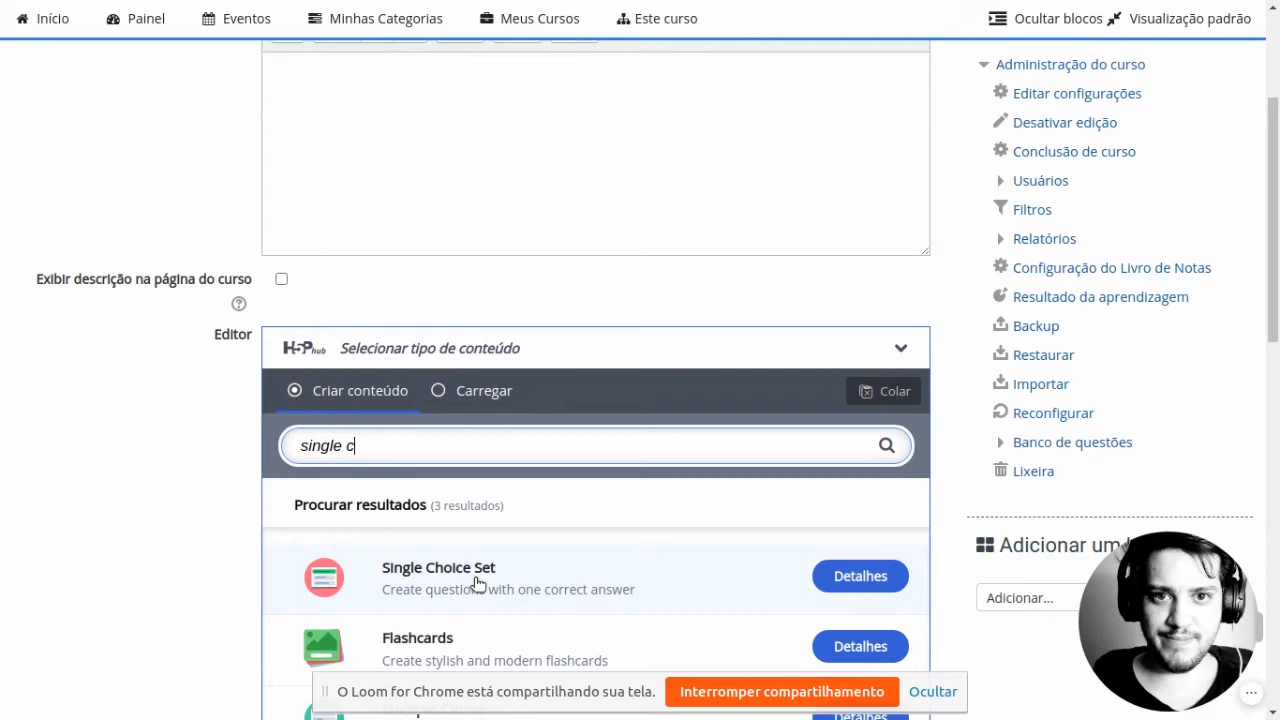 Início
Painel
Eventos
Minhas Categorias
Meus Cursos
Este curso
Ocultar blocos
Visualização padrão
Exibir descrição na página do curso
Editor
H5P hub
Selecionar tipo de conteúdo
Criar conteúdo
Carregar
Colar
single c
Procurar resultados (3 resultados)
Single Choice Set
Create questions with one correct answer
Detalhes
Flashcards
Create stylish and modern flashcards
Detalhes
Detalhes
O Loom for Chrome está compartilhando sua tela.
Interromper compartilhamento
Ocultar
Administração do curso
Editar configurações
Desativar edição
Conclusão de curso
Usuários
Filtros
Relatórios
Configuração do Livro de Notas
Resultado da aprendizagem
Backup
Restaurar
Importar
Reconfigurar
Banco de questões
Lixeira
Adicionar um
Adicionar...